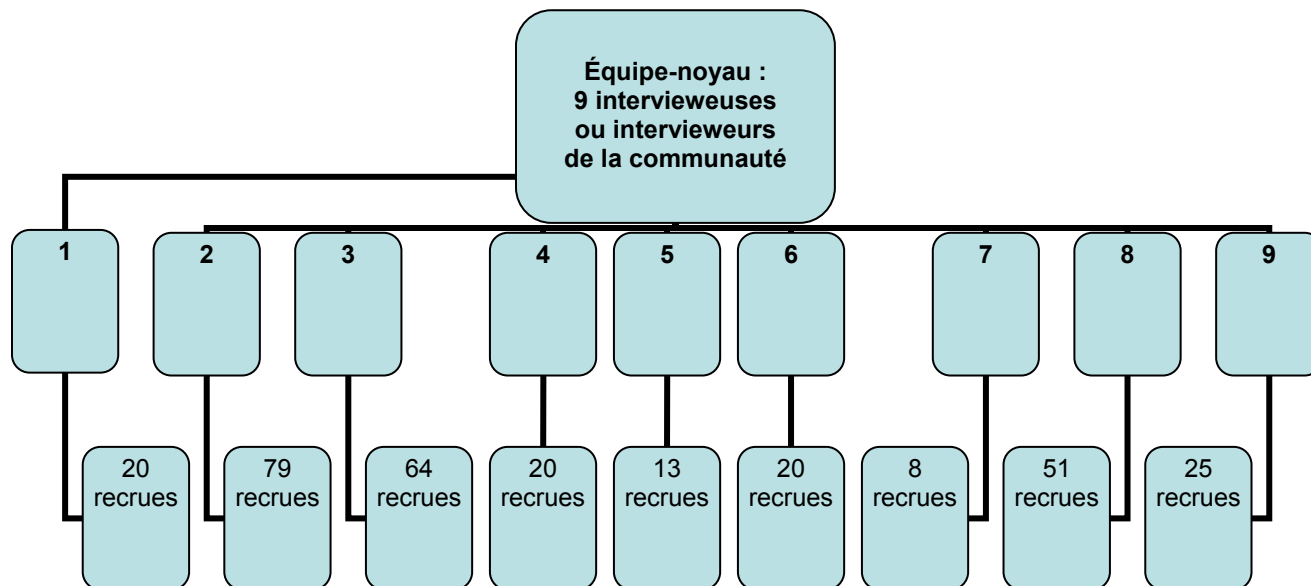 Équipe-noyau :
9 intervieweuses
ou intervieweurs
de la communauté
1
2
3
4
5
6
7
8
9
20
recrues
79
recrues
64
recrues
20
recrues
13
recrues
20
recrues
8
recrues
51
recrues
25
recrues